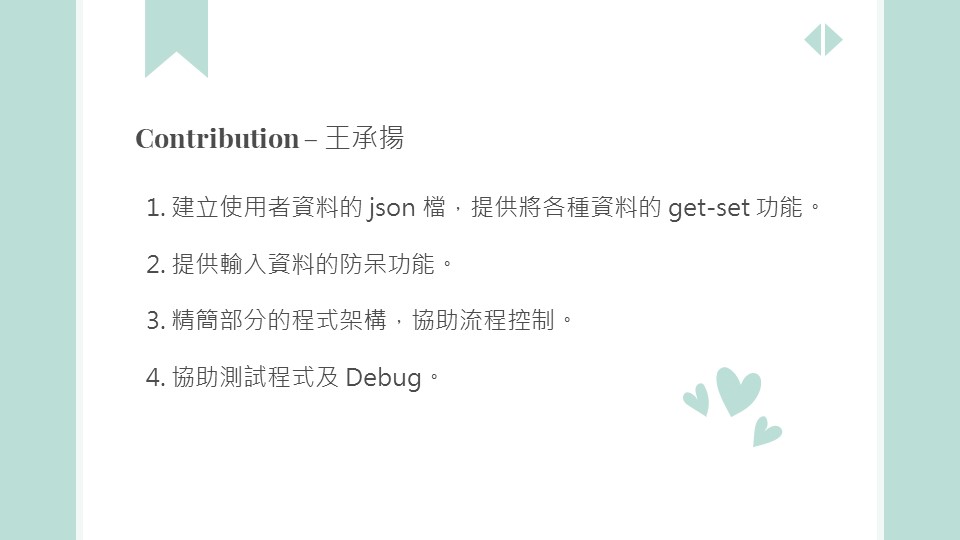 Contribution – 王承揚
1. 建立使用者資料的 json 檔，提供將各種資料的 get-set 功能。
2. 提供輸入資料的防呆功能。
3. 精簡部分的程式架構，協助流程控制。
4. 協助測試程式及 Debug。